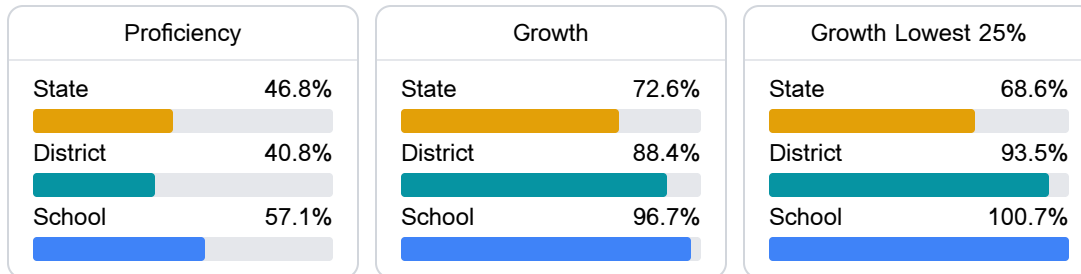 Proficiency
State 46.8%
District 40.8%
School 57.1%
Growth
State 72.6%
District 88.4%
School 96.7%
Growth Lowest 25%
State 68.6%
District 93.5%
School 100.7%